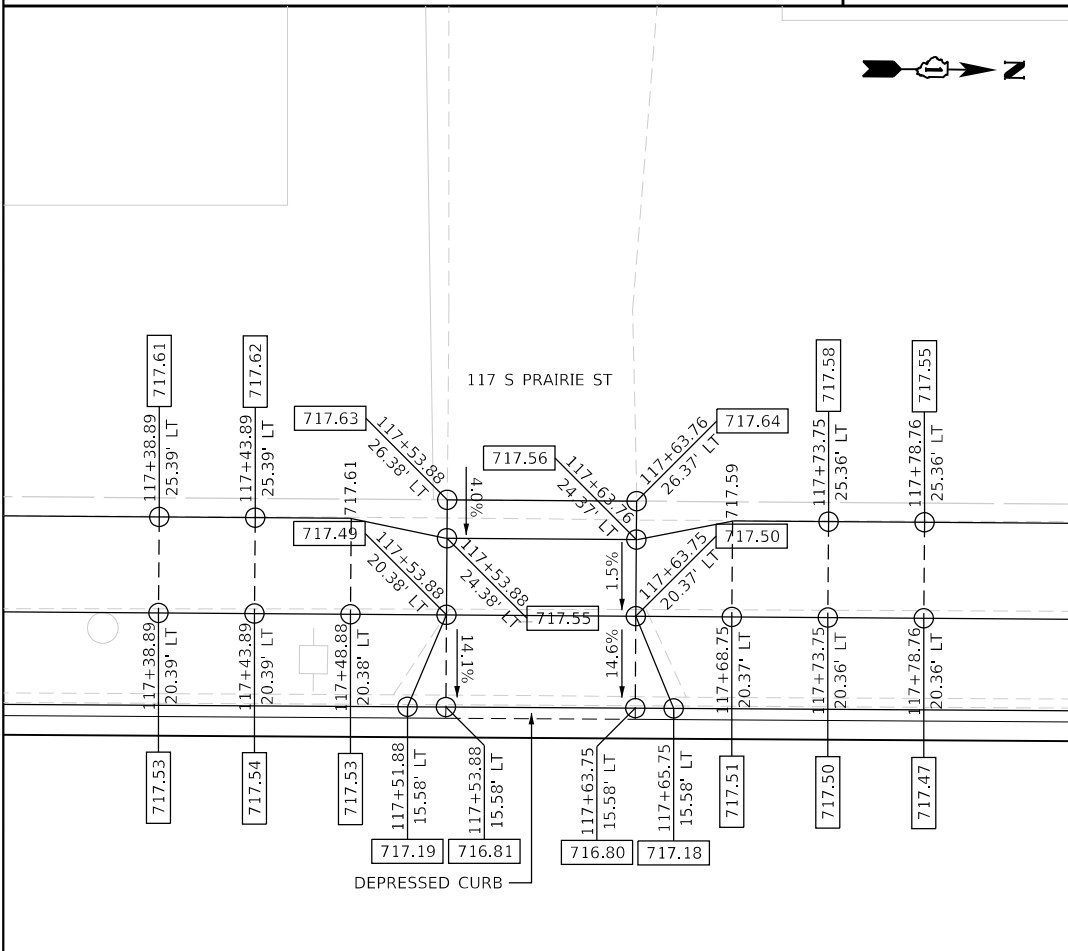 N
117 S PRAIRIE ST
717.61
117+38.89
25.39' LT
717.62
117+43.89
25.39' LT
717.63
117+53.88
26.38' LT
717.61
4.0%
717.56
117+63.76
24.37' LT
717.64
117+63.76
26.37' LT
717.59
717.58
117+73.75
25.36' LT
717.55
117+78.76
25.36' LT
717.49
117+53.88
20.38' LT
117+53.88
24.38' LT
717.55
1.5%
717.50
117+63.75
20.37' LT
117+38.89
20.39' LT
717.53
117+43.89
20.39' LT
717.54
117+48.88
20.38' LT
717.53
14.1%
14.6%
117+68.75
20.37' LT
717.51
117+73.75
20.36' LT
717.50
117+78.76
20.36' LT
717.47
117+51.88
15.58' LT
717.19
117+53.88
15.58' LT
716.81
117+63.75
15.58' LT
716.80
117+65.75
15.58' LT
717.18
DEPRESSED CURB